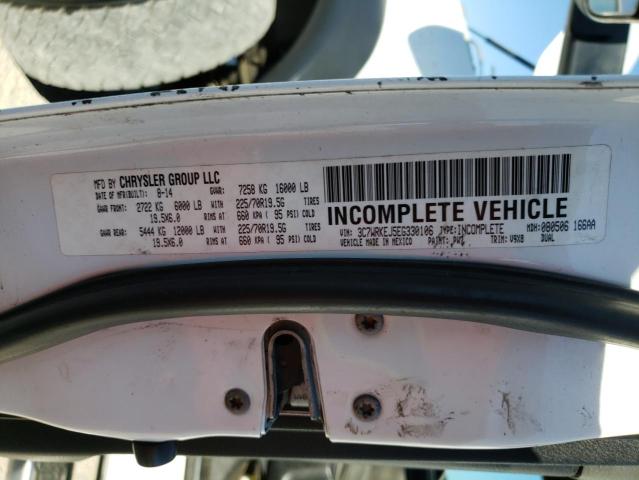 MFD BY CHRYSLER GROUP LLC
DATE OF MFR(BUILT): 8-14 GVWR: 7258 KG 16000 LB
GAWR FRONT: 2722 KG 6000 LB WITH 225/70R19.5G TIRES
19.5X6.0 RIMS AT 660 KPA ( 95 PSI) COLD
GAWR REAR: 5444 KG 12000 LB WITH 225/70R19.5G TIRES
19.5X6.0 RIMS AT 660 KPA ( 95 PSI) COLD
INCOMPLETE VEHICLE
VIN: 3C7WRKEJ5EG330106 TYPE: INCOMPLETE MDH: 080506 166AA
VEHICLE MADE IN MEXICO PAINT: PW7 TRIM: V9X8 DUAL